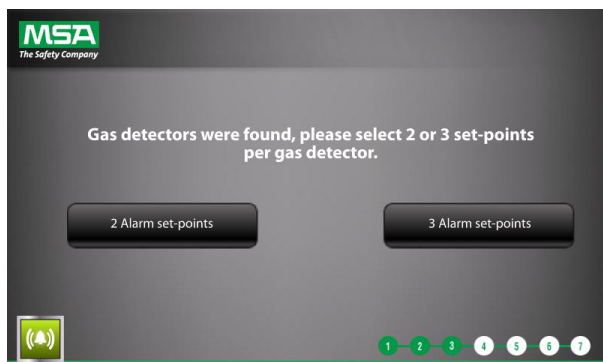 MSA
The Safety Company
Gas detectors were found, please select 2 or 3 set-points
per gas detector.
2 Alarm set-points
3 Alarm set-points
1 2 3 4 5 6 7